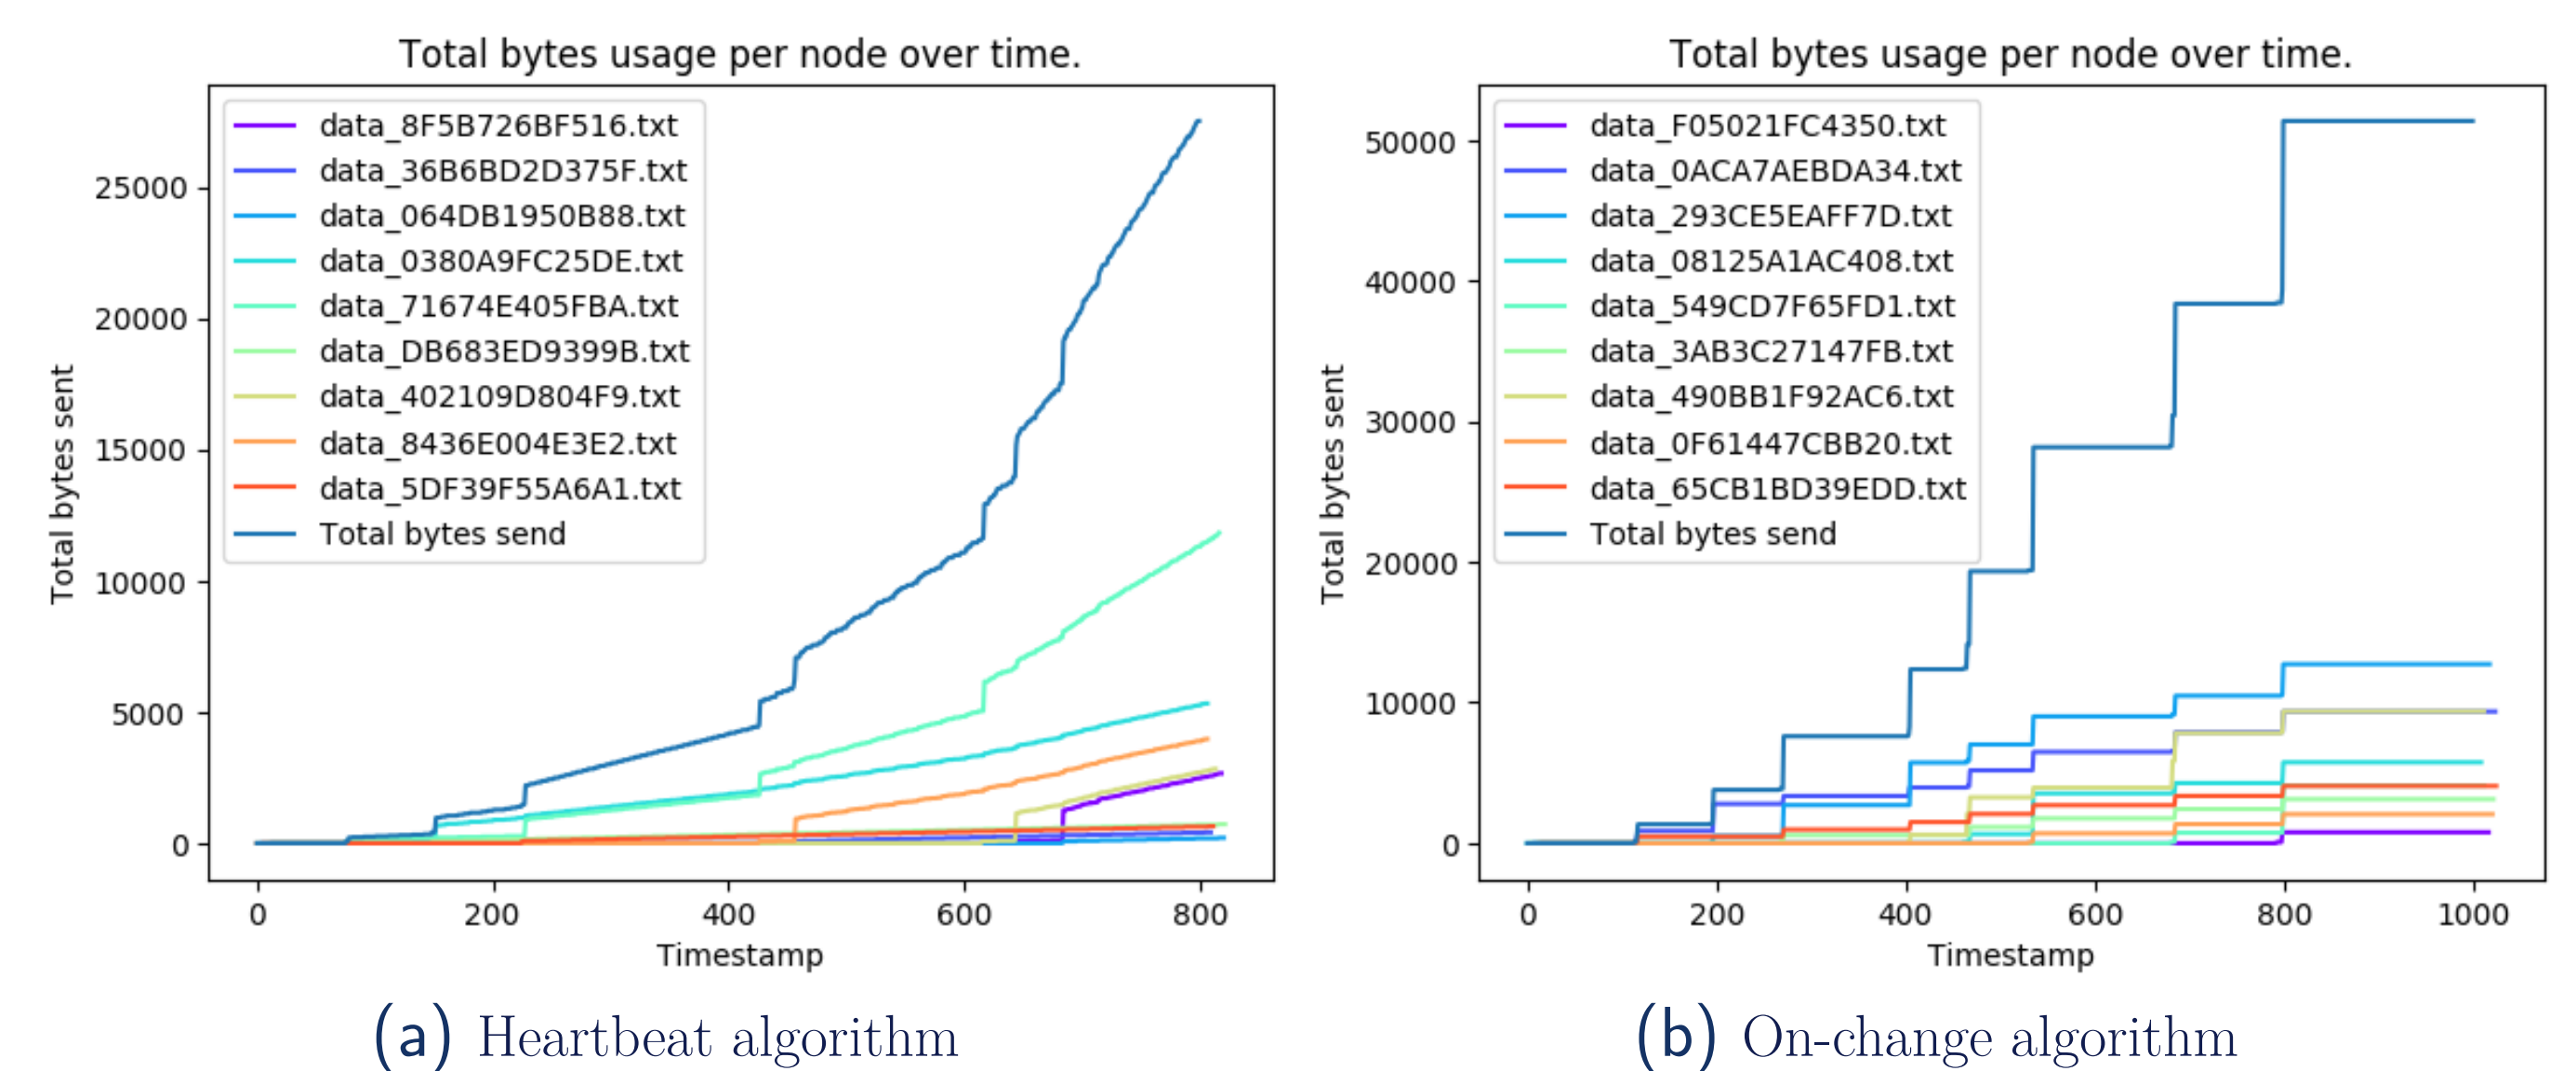 Total bytes usage per node over time.
data_8F5B726BF516.txt
data_36B6BD2D375F.txt
data_064DB1950B88.txt
data_0380A9FC25DE.txt
data_71674E405FBA.txt
data_DB683ED9399B.txt
data_402109D804F9.txt
data_8436E004E3E2.txt
data_5DF39F55A6A1.txt
Total bytes send
Total bytes sent
25000
20000
15000
10000
5000
0
0 200 400 600 800
Timestamp
(a) Heartbeat algorithm
Total bytes usage per node over time.
data_F05021FC4350.txt
data_0ACA7AEBDA34.txt
data_293CE5EAFF7D.txt
data_08125A1AC408.txt
data_549CD7F65FD1.txt
data_3AB3C27147FB.txt
data_490BB1F92AC6.txt
data_0F61447CBB20.txt
data_65CB1BD39EDD.txt
Total bytes send
Total bytes sent
50000
40000
30000
20000
10000
0
0 200 400 600 800 1000
Timestamp
(b) On-change algorithm